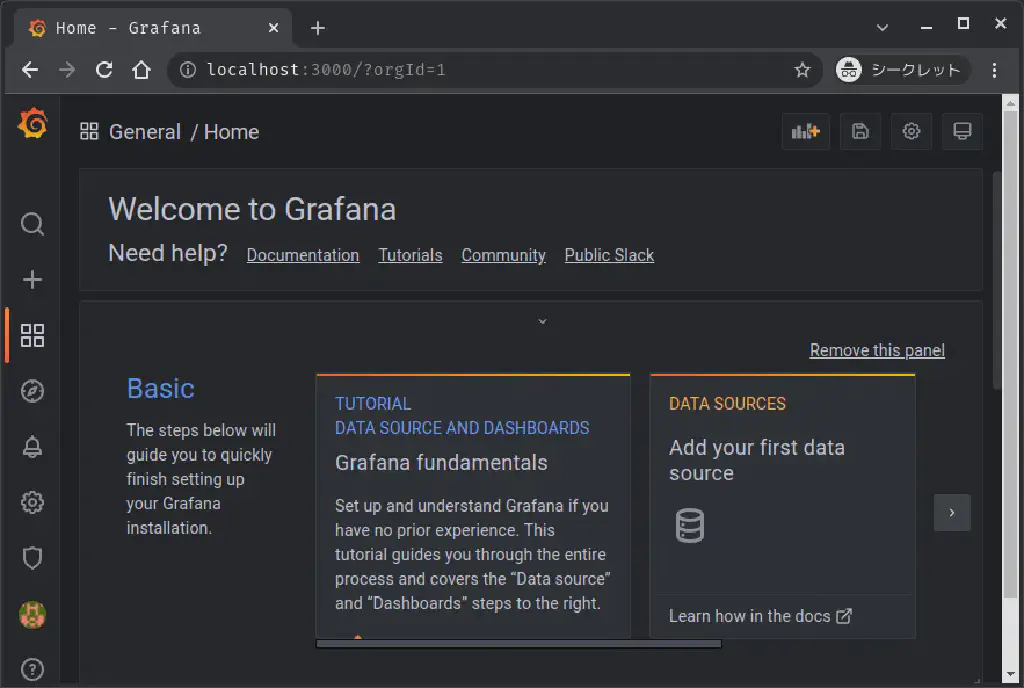 Home - Grafana
localhost:3000/?orgId=1
シークレット
General / Home
Welcome to Grafana
Need help? Documentation Tutorials Community Public Slack
Remove this panel
Basic
The steps below will
guide you to quickly
finish setting up
your Grafana
installation.
TUTORIAL
DATA SOURCE AND DASHBOARDS
Grafana fundamentals
Set up and understand Grafana if you
have no prior experience. This
tutorial guides you through the entire
process and covers the “Data source”
and “Dashboards” steps to the right.
DATA SOURCES
Add your first data
source
Learn how in the docs